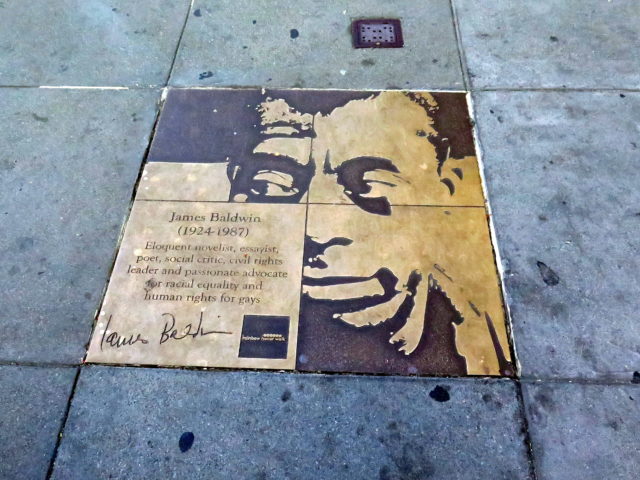 James Baldwin
(1924-1987)
Eloquent novelist, essayist,
poet, social critic, civil rights
leader and passionate advocate
for racial equality and
human rights for gays
James Baldwin
rainbow honor walk